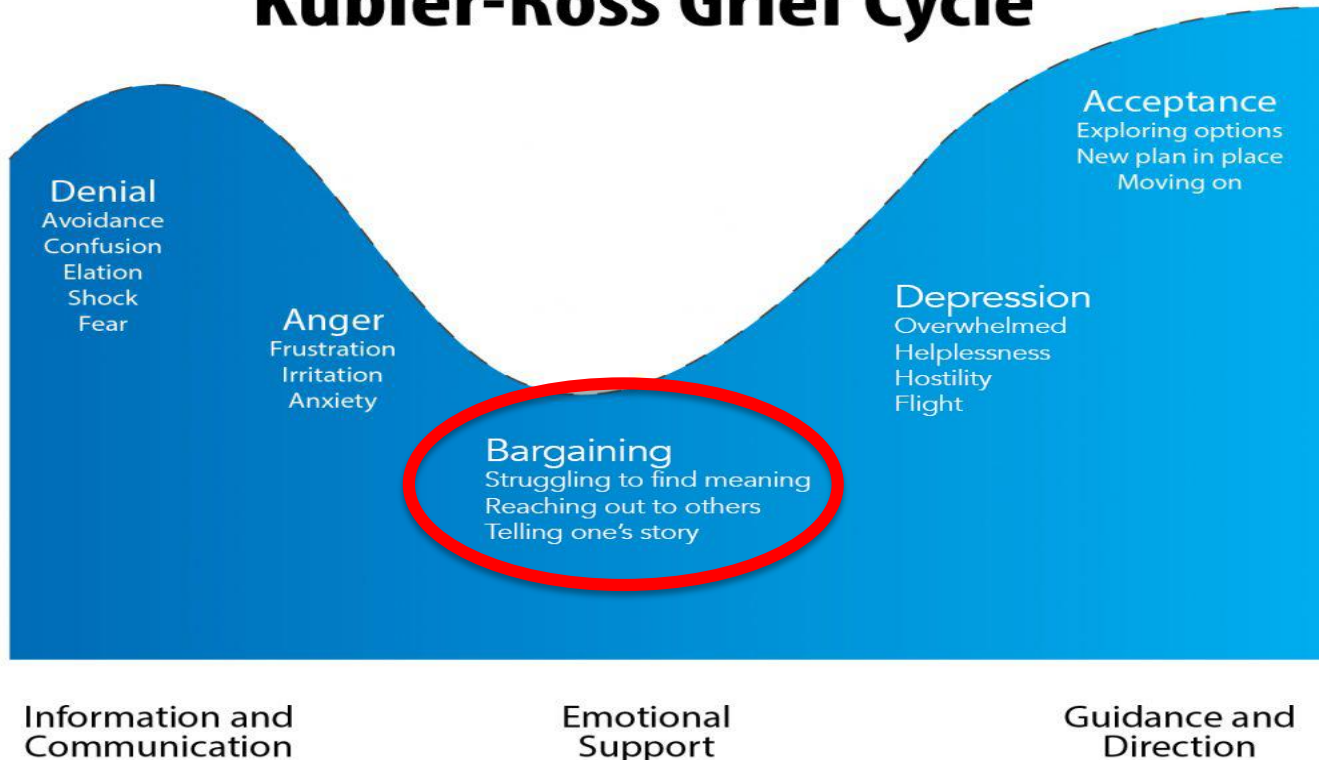 Kübler-Ross Grief Cycle
Denial
Avoidance
Confusion
Elation
Shock
Fear
Anger
Frustration
Irritation
Anxiety
Bargaining
Struggling to find meaning
Reaching out to others
Telling one's story
Depression
Overwhelmed
Helplessness
Hostility
Flight
Acceptance
Exploring options
New plan in place
Moving on
Information and
Communication
Emotional
Support
Guidance and
Direction